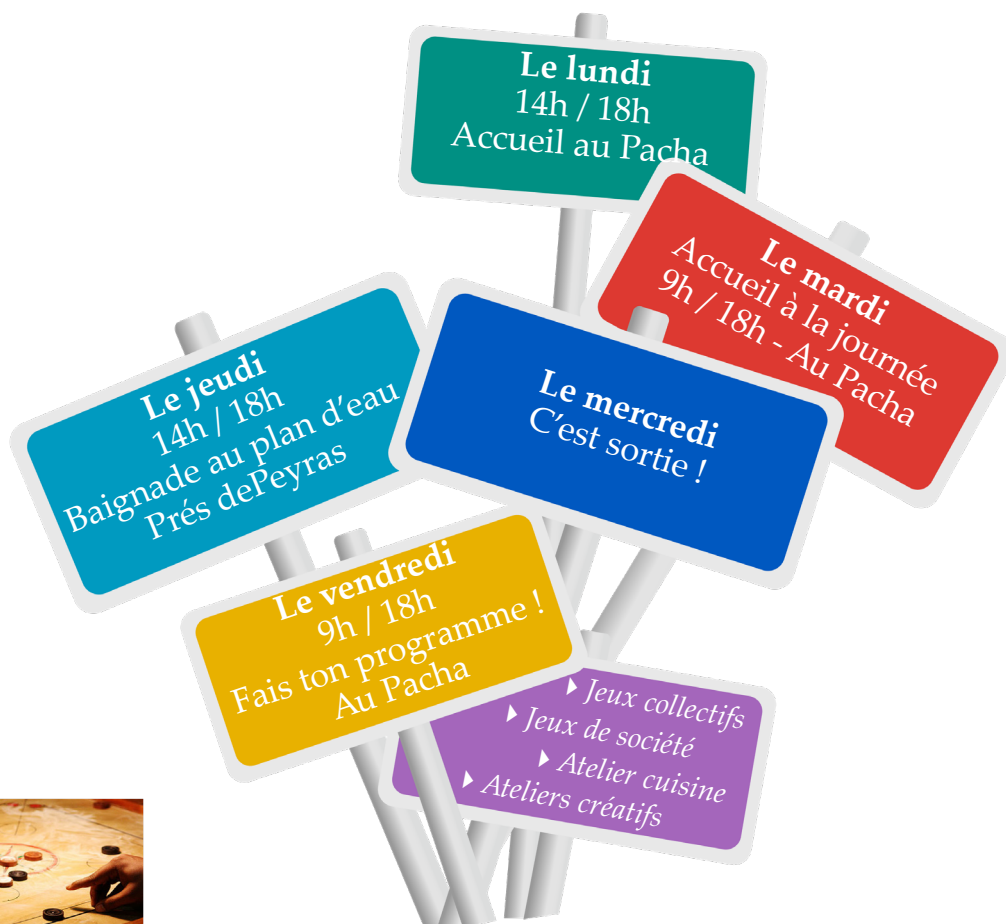 Le lundi
14h / 18h
Accueil au Pacha
Le mardi
Accueil à la journée
9h / 18h - Au Pacha
Le mercredi
C'est sortie !
Le jeudi
14h / 18h
Baignade au plan d'eau
Prés dePeyras
Le vendredi
9h / 18h
Fais ton programme !
Au Pacha
Jeux collectifs
Jeux de société
Atelier cuisine
Ateliers créatifs